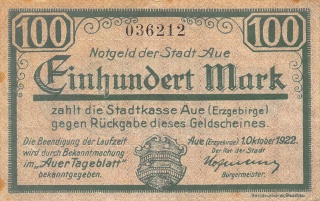 100 036212 100
Notgeld der Stadt Aue
Einhundert Mark
zahlt die Stadtkasse Aue (Erzgebirge)
gegen Rückgabe dieses Geldscheines.
Die Beendigung der Laufzeit
wird durch Bekanntmachung
im "Auer Tageblatt"
bekanntgegeben.
Aue (Erzgebirge) 1. Oktober 1922.
Der Rat der Stadt
Bürgermeister.